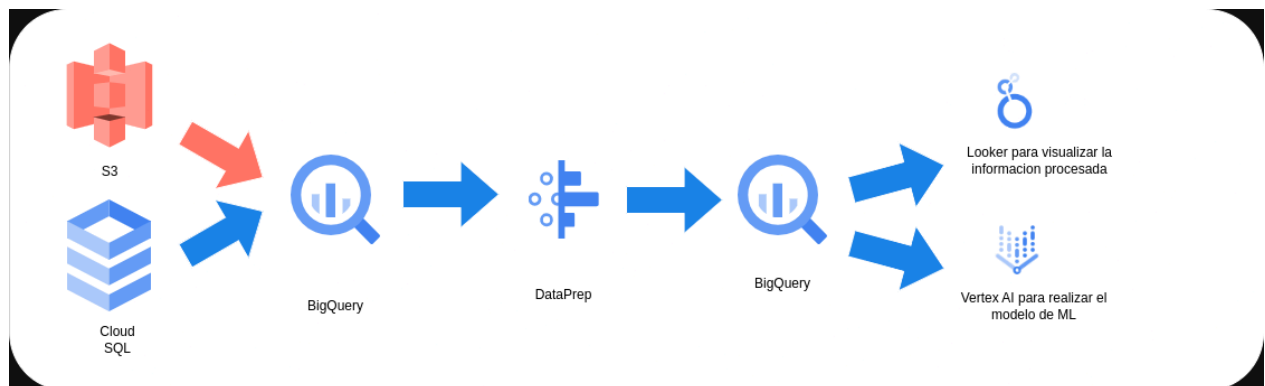 S3
Cloud
SQL
BigQuery
DataPrep
BigQuery
Looker para visualizar la
informacion procesada
Vertex AI para realizar el
modelo de ML